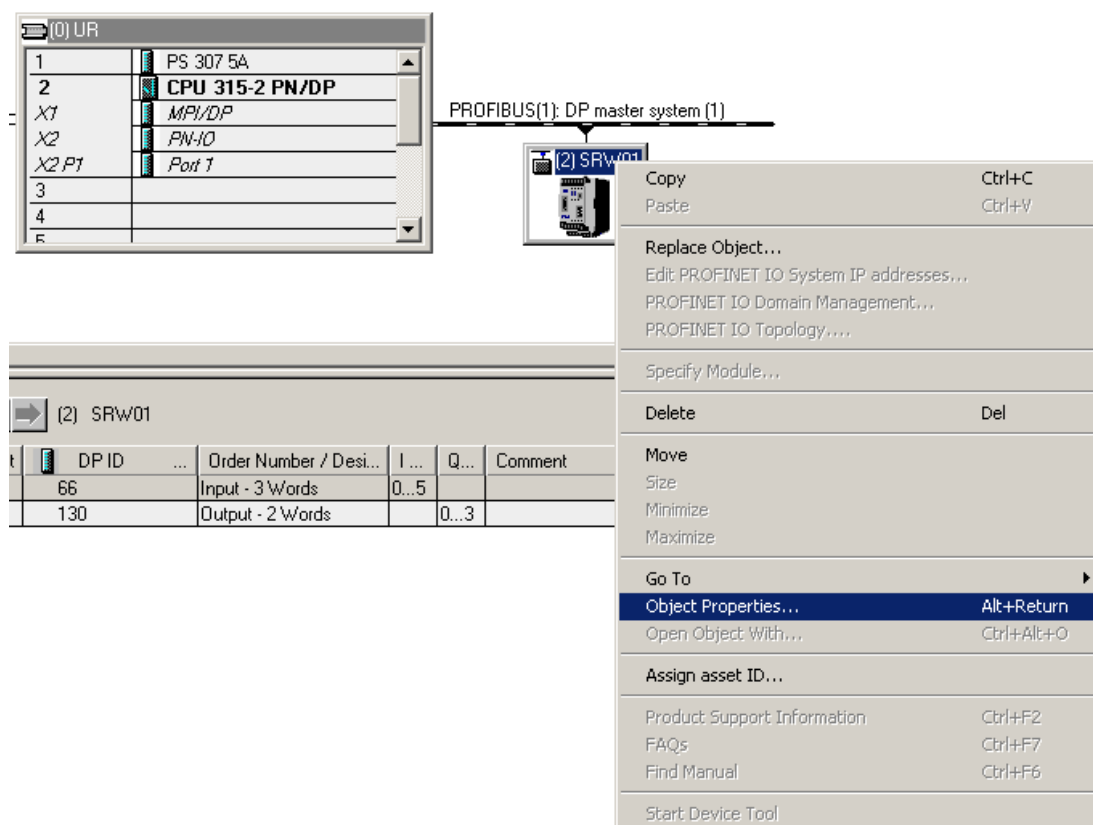 (0) UR
1 PS 307 5A
2 CPU 315-2 PN/DP
X1 MPI/DP
X2 PN-IO
X2 P1 Port 1
3
4
5
PROFIBUS(1): DP master system (1)
(2) SRW01
Copy Ctrl+C
Paste Ctrl+V
Replace Object...
Edit PROFINET IO System IP addresses...
PROFINET IO Domain Management...
PROFINET IO Topology....
Specify Module...
Delete Del
Move
Size
Minimize
Maximize
Go To
Object Properties... Alt+Return
Open Object With... Ctrl+Alt+O
Assign asset ID...
Product Support Information Ctrl+F2
FAQs Ctrl+F7
Find Manual Ctrl+F6
Start Device Tool
(2) SRW01
t DP ID ... Order Number / Desi... I ... Q... Comment
66 Input - 3 Words 0...5
130 Output - 2 Words 0...3